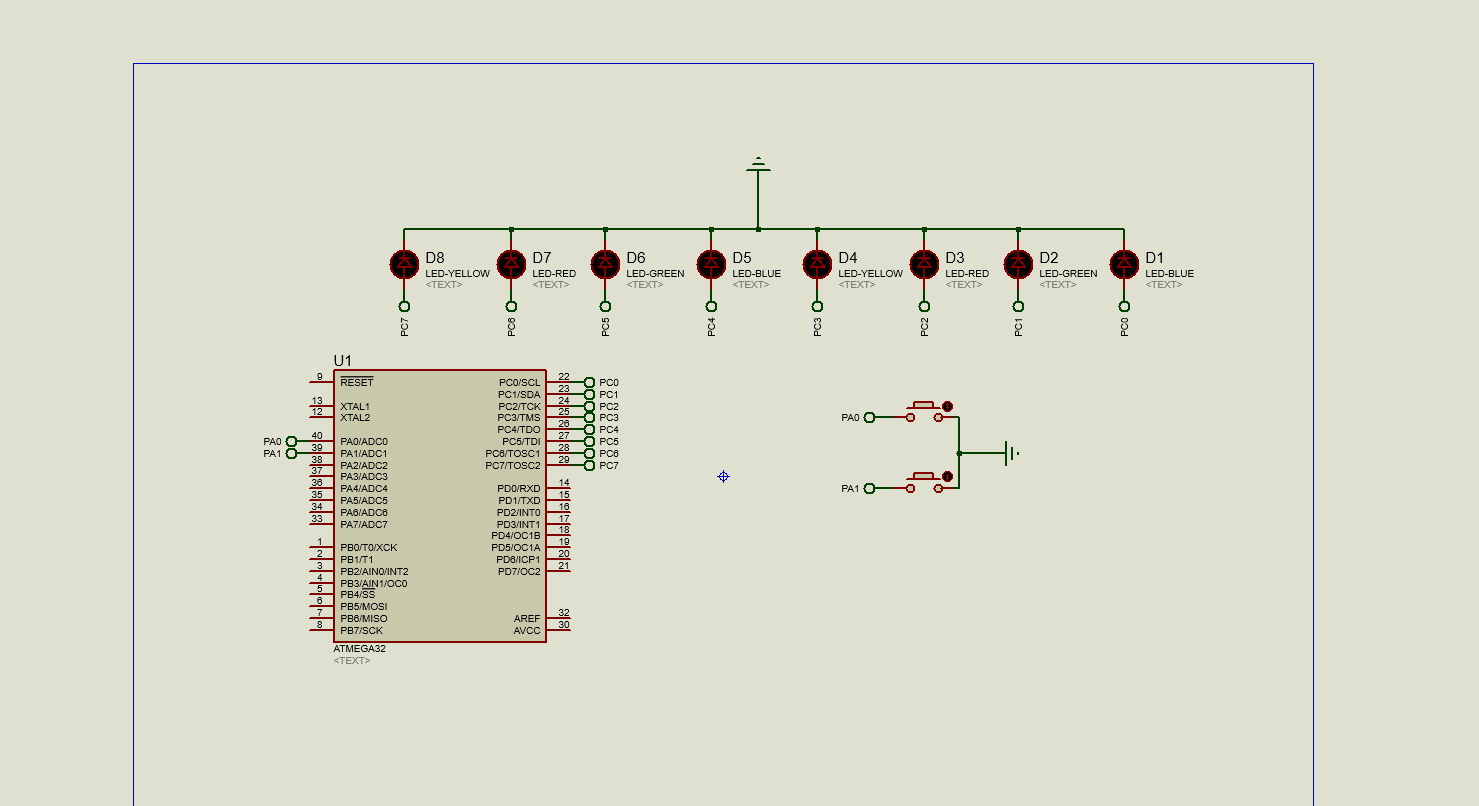 D8
LED-YELLOW
<TEXT>
D7
LED-RED
<TEXT>
D6
LED-GREEN
<TEXT>
D5
LED-BLUE
<TEXT>
D4
LED-YELLOW
<TEXT>
D3
LED-RED
<TEXT>
D2
LED-GREEN
<TEXT>
D1
LED-BLUE
<TEXT>
PC7
PC6
PC5
PC4
PC3
PC2
PC1
PC0
U1
9 RESET PC0/SCL 22 PC0
PC1/SDA 23 PC1
13 XTAL1 PC2/TCK 24 PC2
12 XTAL2 PC3/TMS 25 PC3
PC4/TDO 26 PC4
PA0 40 PA0/ADC0 PC5/TDI 27 PC5
PA1 39 PA1/ADC1 PC6/TOSC1 28 PC6
38 PA2/ADC2 PC7/TOSC2 29 PC7
37 PA3/ADC3
36 PA4/ADC4 PD0/RXD 14
35 PA5/ADC5 PD1/TXD 15
34 PA6/ADC6 PD2/INT0 16
33 PA7/ADC7 PD3/INT1 17
PD4/OC1B 18
1 PB0/T0/XCK PD5/OC1A 19
2 PB1/T1 PD6/ICP1 20
3 PB2/AIN0/INT2 PD7/OC2 21
4 PB3/AIN1/OC0
5 PB4/SS
6 PB5/MOSI
7 PB6/MISO AREF 32
8 PB7/SCK AVCC 30
ATMEGA32
<TEXT>
PA0
PA1